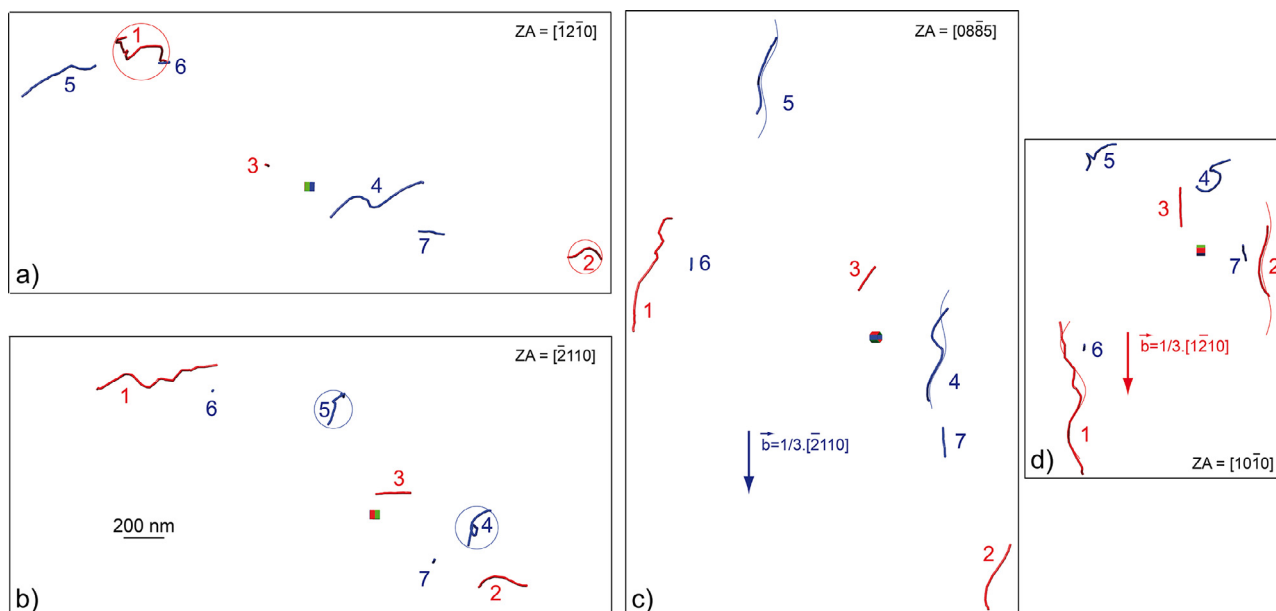 ZA = [1̄21̄0]
1
6
5
3
4
7
2
a)
ZA = [2̄110]
1
6
5
3
4
200 nm
7
2
b)
ZA = [088̄5]
5
6
3
1
4
b⃗=1/3.[2̄110]
7
2
c)
5
4
3
7
2
6
b⃗=1/3.[12̄10]
1
d)
ZA = [101̄0]